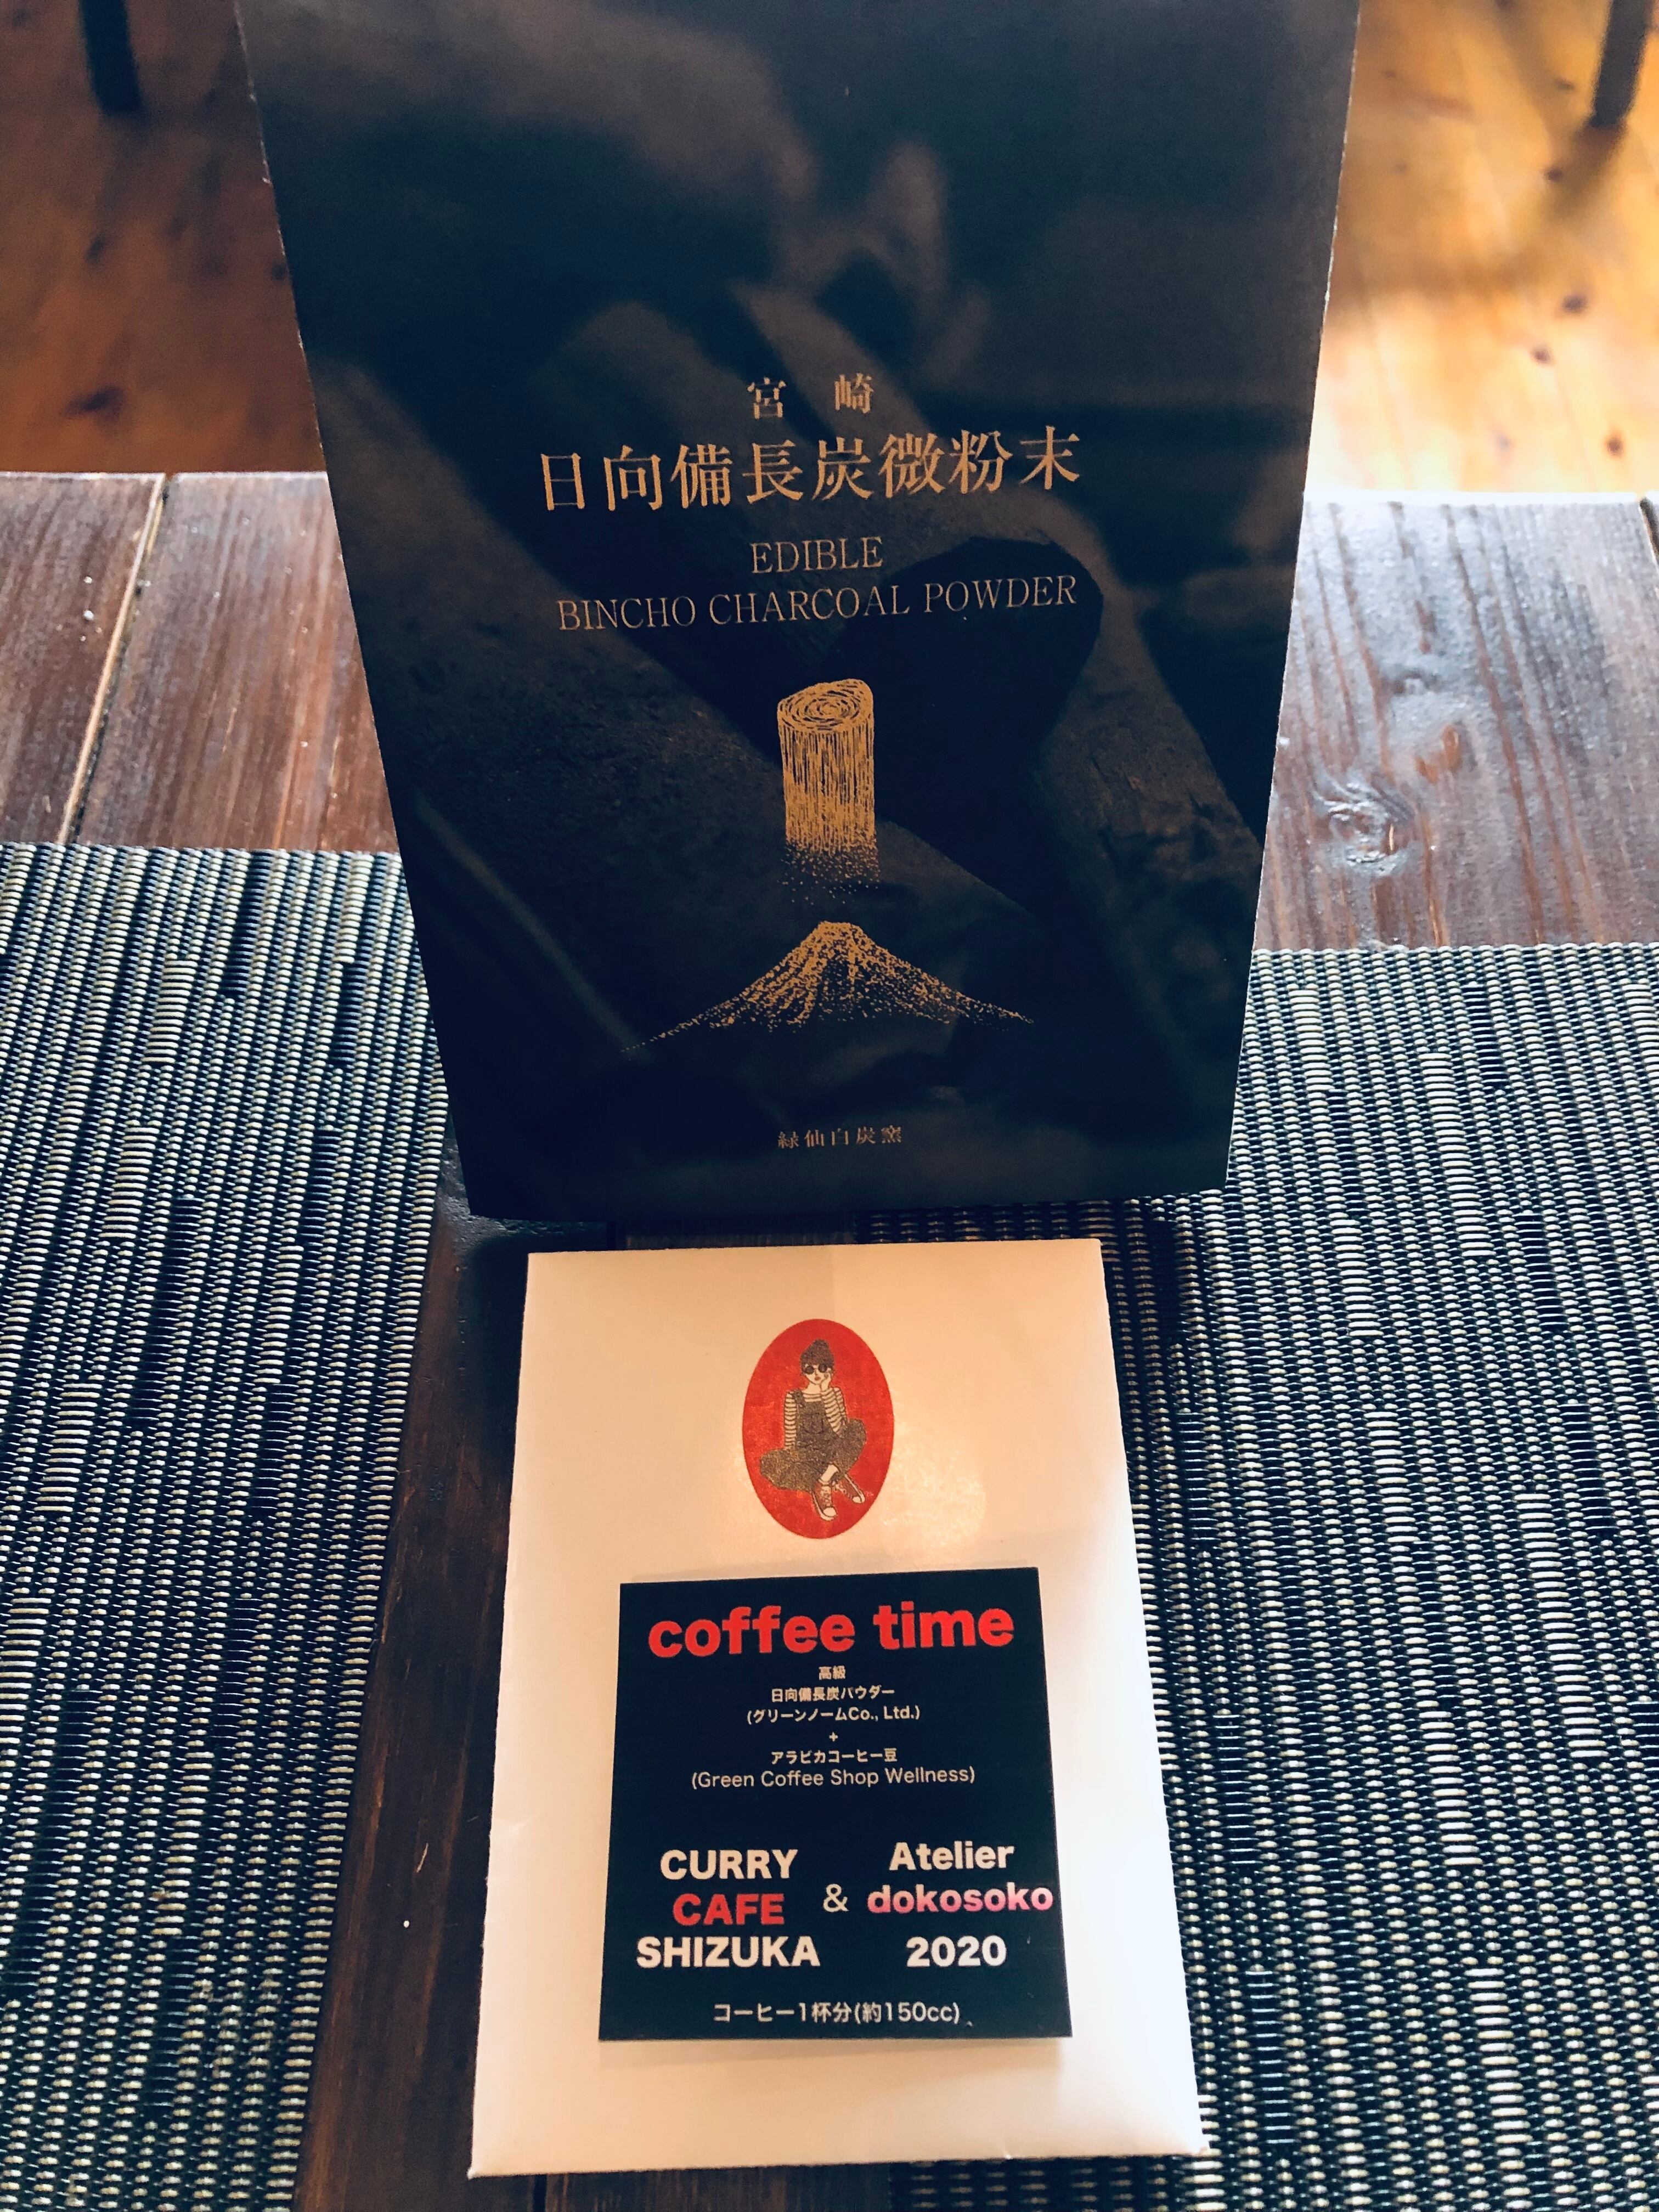 宮崎
日向備長炭微粉末
EDIBLE
BINCHO CHARCOAL POWDER
緑仙白炭窯
coffee time
高級
日向備長炭パウダー
(グリーンノームCo., Ltd.)
+
アラビカコーヒー豆
(Green Coffee Shop Wellness)
CURRY
CAFE
SHIZUKA
&
Atelier
dokosoko
2020
コーヒー1杯分(約150cc)